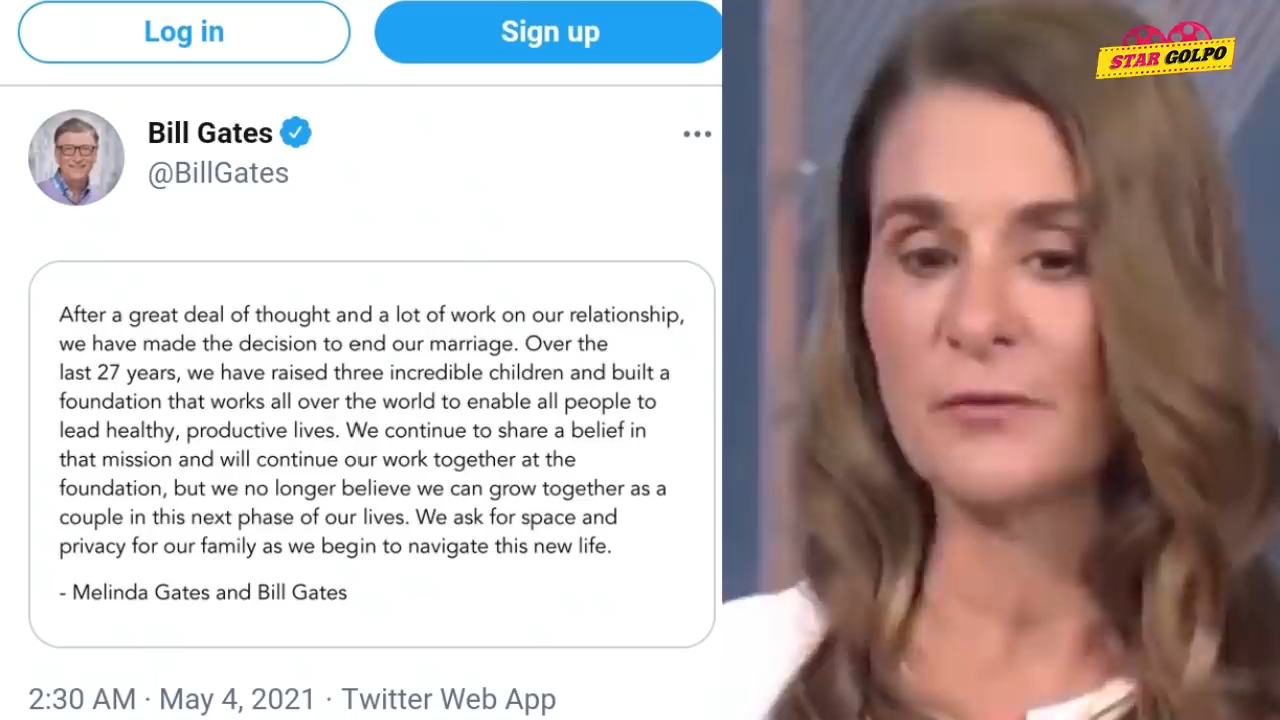 Log in
Sign up
STAR GOLPO
Bill Gates
@BillGates
After a great deal of thought and a lot of work on our relationship,
we have made the decision to end our marriage. Over the
last 27 years, we have raised three incredible children and built a
foundation that works all over the world to enable all people to
lead healthy, productive lives. We continue to share a belief in
that mission and will continue our work together at the
foundation, but we no longer believe we can grow together as a
couple in this next phase of our lives. We ask for space and
privacy for our family as we begin to navigate this new life.
- Melinda Gates and Bill Gates
2:30 AM · May 4, 2021 · Twitter Web App